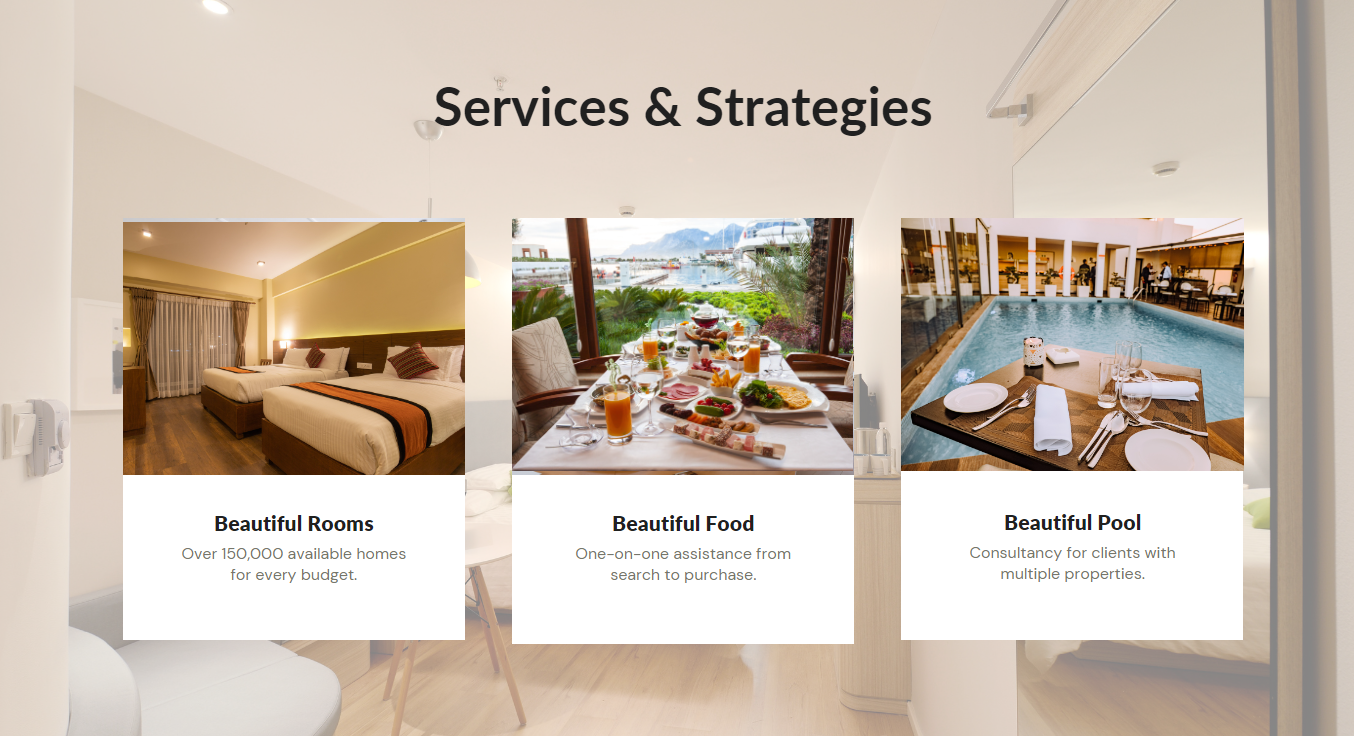 Services & Strategies
Beautiful Rooms
Over 150,000 available homes
for every budget.
Beautiful Food
One-on-one assistance from
search to purchase.
Beautiful Pool
Consultancy for clients with
multiple properties.